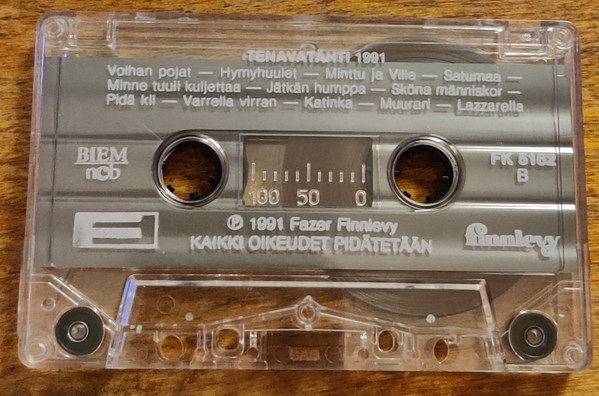 TENAVATÄHTI 1991
Voihan pojat — Hymyhuulet — Minttu ja Ville — Satumaa —
Minne tuuli kuljettaa — Jätkän humppa — Sköna människor —
Pidä kii — Varrella virran — Katinka — Muurari — Lazzarella
BIEM
ncb
100 50 0
FK 5162
B
℗ 1991 Fazer Finnlevy
KAIKKI OIKEUDET PIDÄTETÄÄN
finnlevy